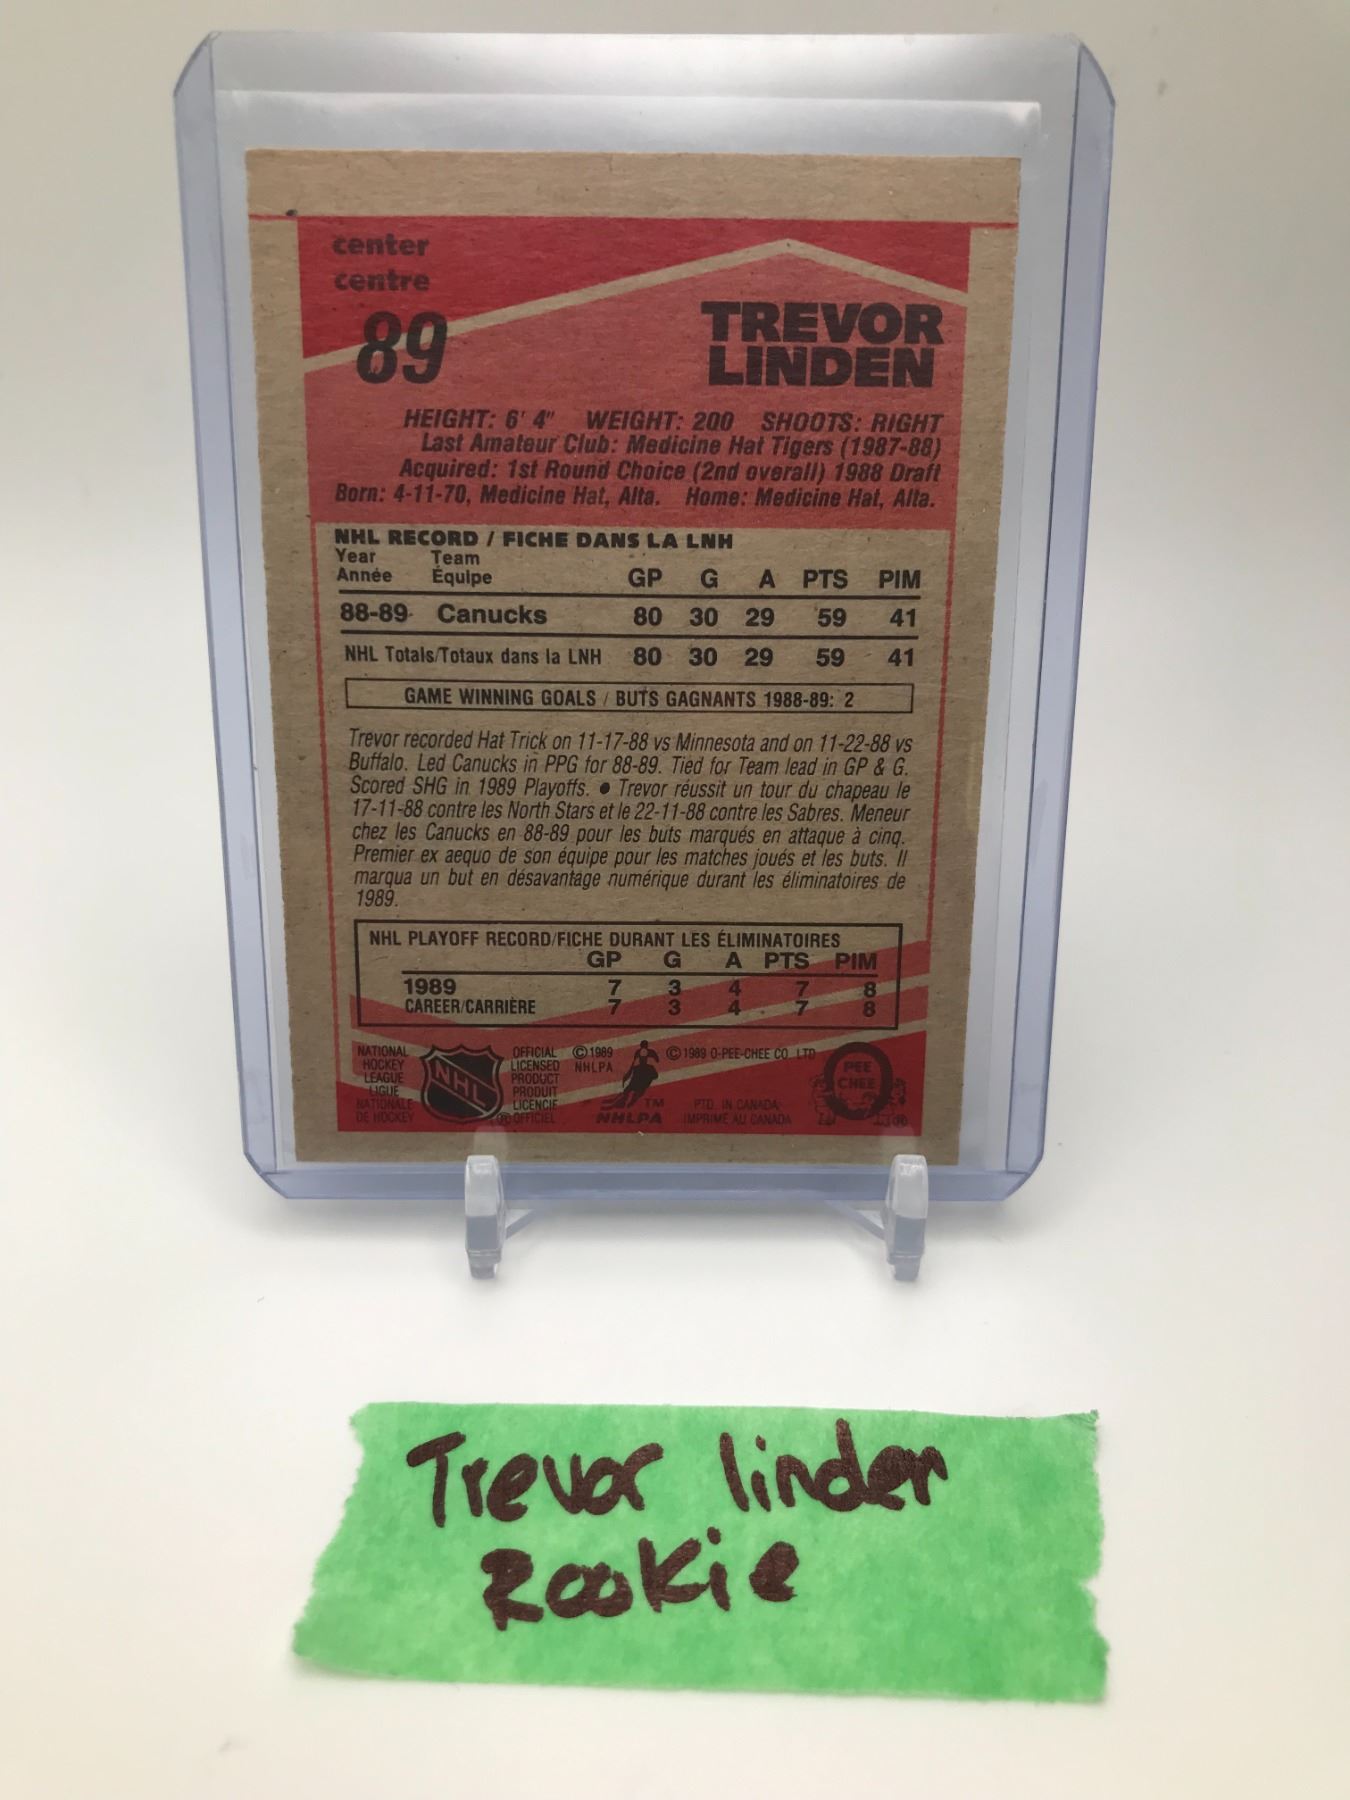 center
centre
89
TREVOR
LINDEN
HEIGHT: 6' 4" WEIGHT: 200 SHOOTS: RIGHT
Last Amateur Club: Medicine Hat Tigers (1987-88)
Acquired: 1st Round Choice (2nd overall) 1988 Draft
Born: 4-11-70, Medicine Hat, Alta. Home: Medicine Hat, Alta.
NHL RECORD / FICHE DANS LA LNH
Year Team
Année Équipe GP G A PTS PIM
88-89 Canucks 80 30 29 59 41
NHL Totals/Totaux dans la LNH 80 30 29 59 41
GAME WINNING GOALS / BUTS GAGNANTS 1988-89: 2
Trevor recorded Hat Trick on 11-17-88 vs Minnesota and on 11-22-88 vs
Buffalo. Led Canucks in PPG for 88-89. Tied for Team lead in GP & G.
Scored SHG in 1989 Playoffs. ● Trevor réussit un tour du chapeau le
17-11-88 contre les North Stars et le 22-11-88 contre les Sabres. Meneur
chez les Canucks en 88-89 pour les buts marqués en attaque à cinq.
Premier ex aequo de son équipe pour les matches joués et les buts. Il
marqua un but en désavantage numérique durant les éliminatoires de
1989.
NHL PLAYOFF RECORD/FICHE DURANT LES ÉLIMINATOIRES
GP G A PTS PIM
1989 7 3 4 7 8
CAREER/CARRIÈRE 7 3 4 7 8
NATIONAL
HOCKEY
LEAGUE
LIGUE
NATIONALE
DE HOCKEY
NHL
OFFICIAL
LICENSED
PRODUCT
PRODUIT
LICENCIE
OFFICIEL
© 1989
NHLPA
TM
NHLPA
© 1989 O-PEE-CHEE CO. LTD
PTD. IN CANADA
IMPRIME AU CANADA
O
PEE
CHEE
Trevor linden
Rookie